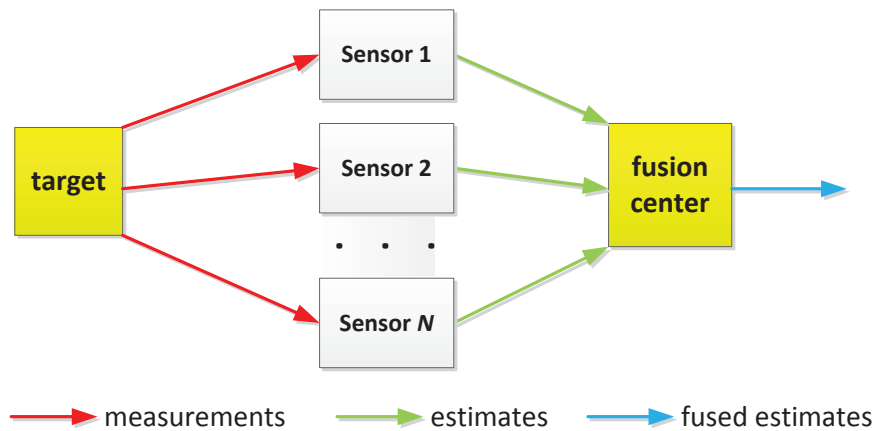 Sensor 1
target
Sensor 2
fusion
center
. . .
Sensor N
measurements
estimates
fused estimates